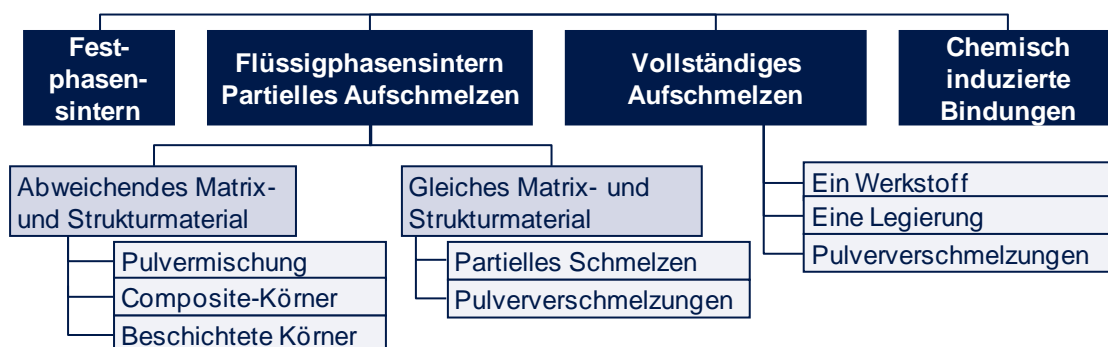 Fest-
phasen-
sintern
Flüssigphasensintern
Partielles Aufschmelzen
Vollständiges
Aufschmelzen
Chemisch
induzierte
Bindungen
Abweichendes Matrix-
und Strukturmaterial
Pulvermischung
Composite-Körner
Beschichtete Körner
Gleiches Matrix- und
Strukturmaterial
Partielles Schmelzen
Pulververschmelzungen
Ein Werkstoff
Eine Legierung
Pulververschmelzungen